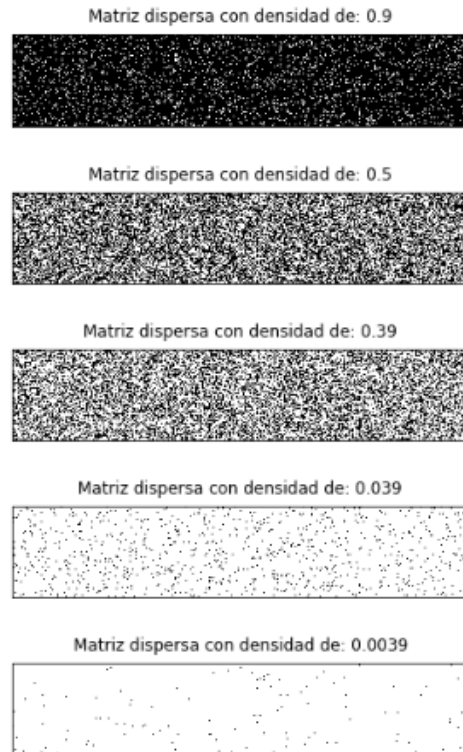 Matriz dispersa con densidad de: 0.9
Matriz dispersa con densidad de: 0.5
Matriz dispersa con densidad de: 0.39
Matriz dispersa con densidad de: 0.039
Matriz dispersa con densidad de: 0.0039